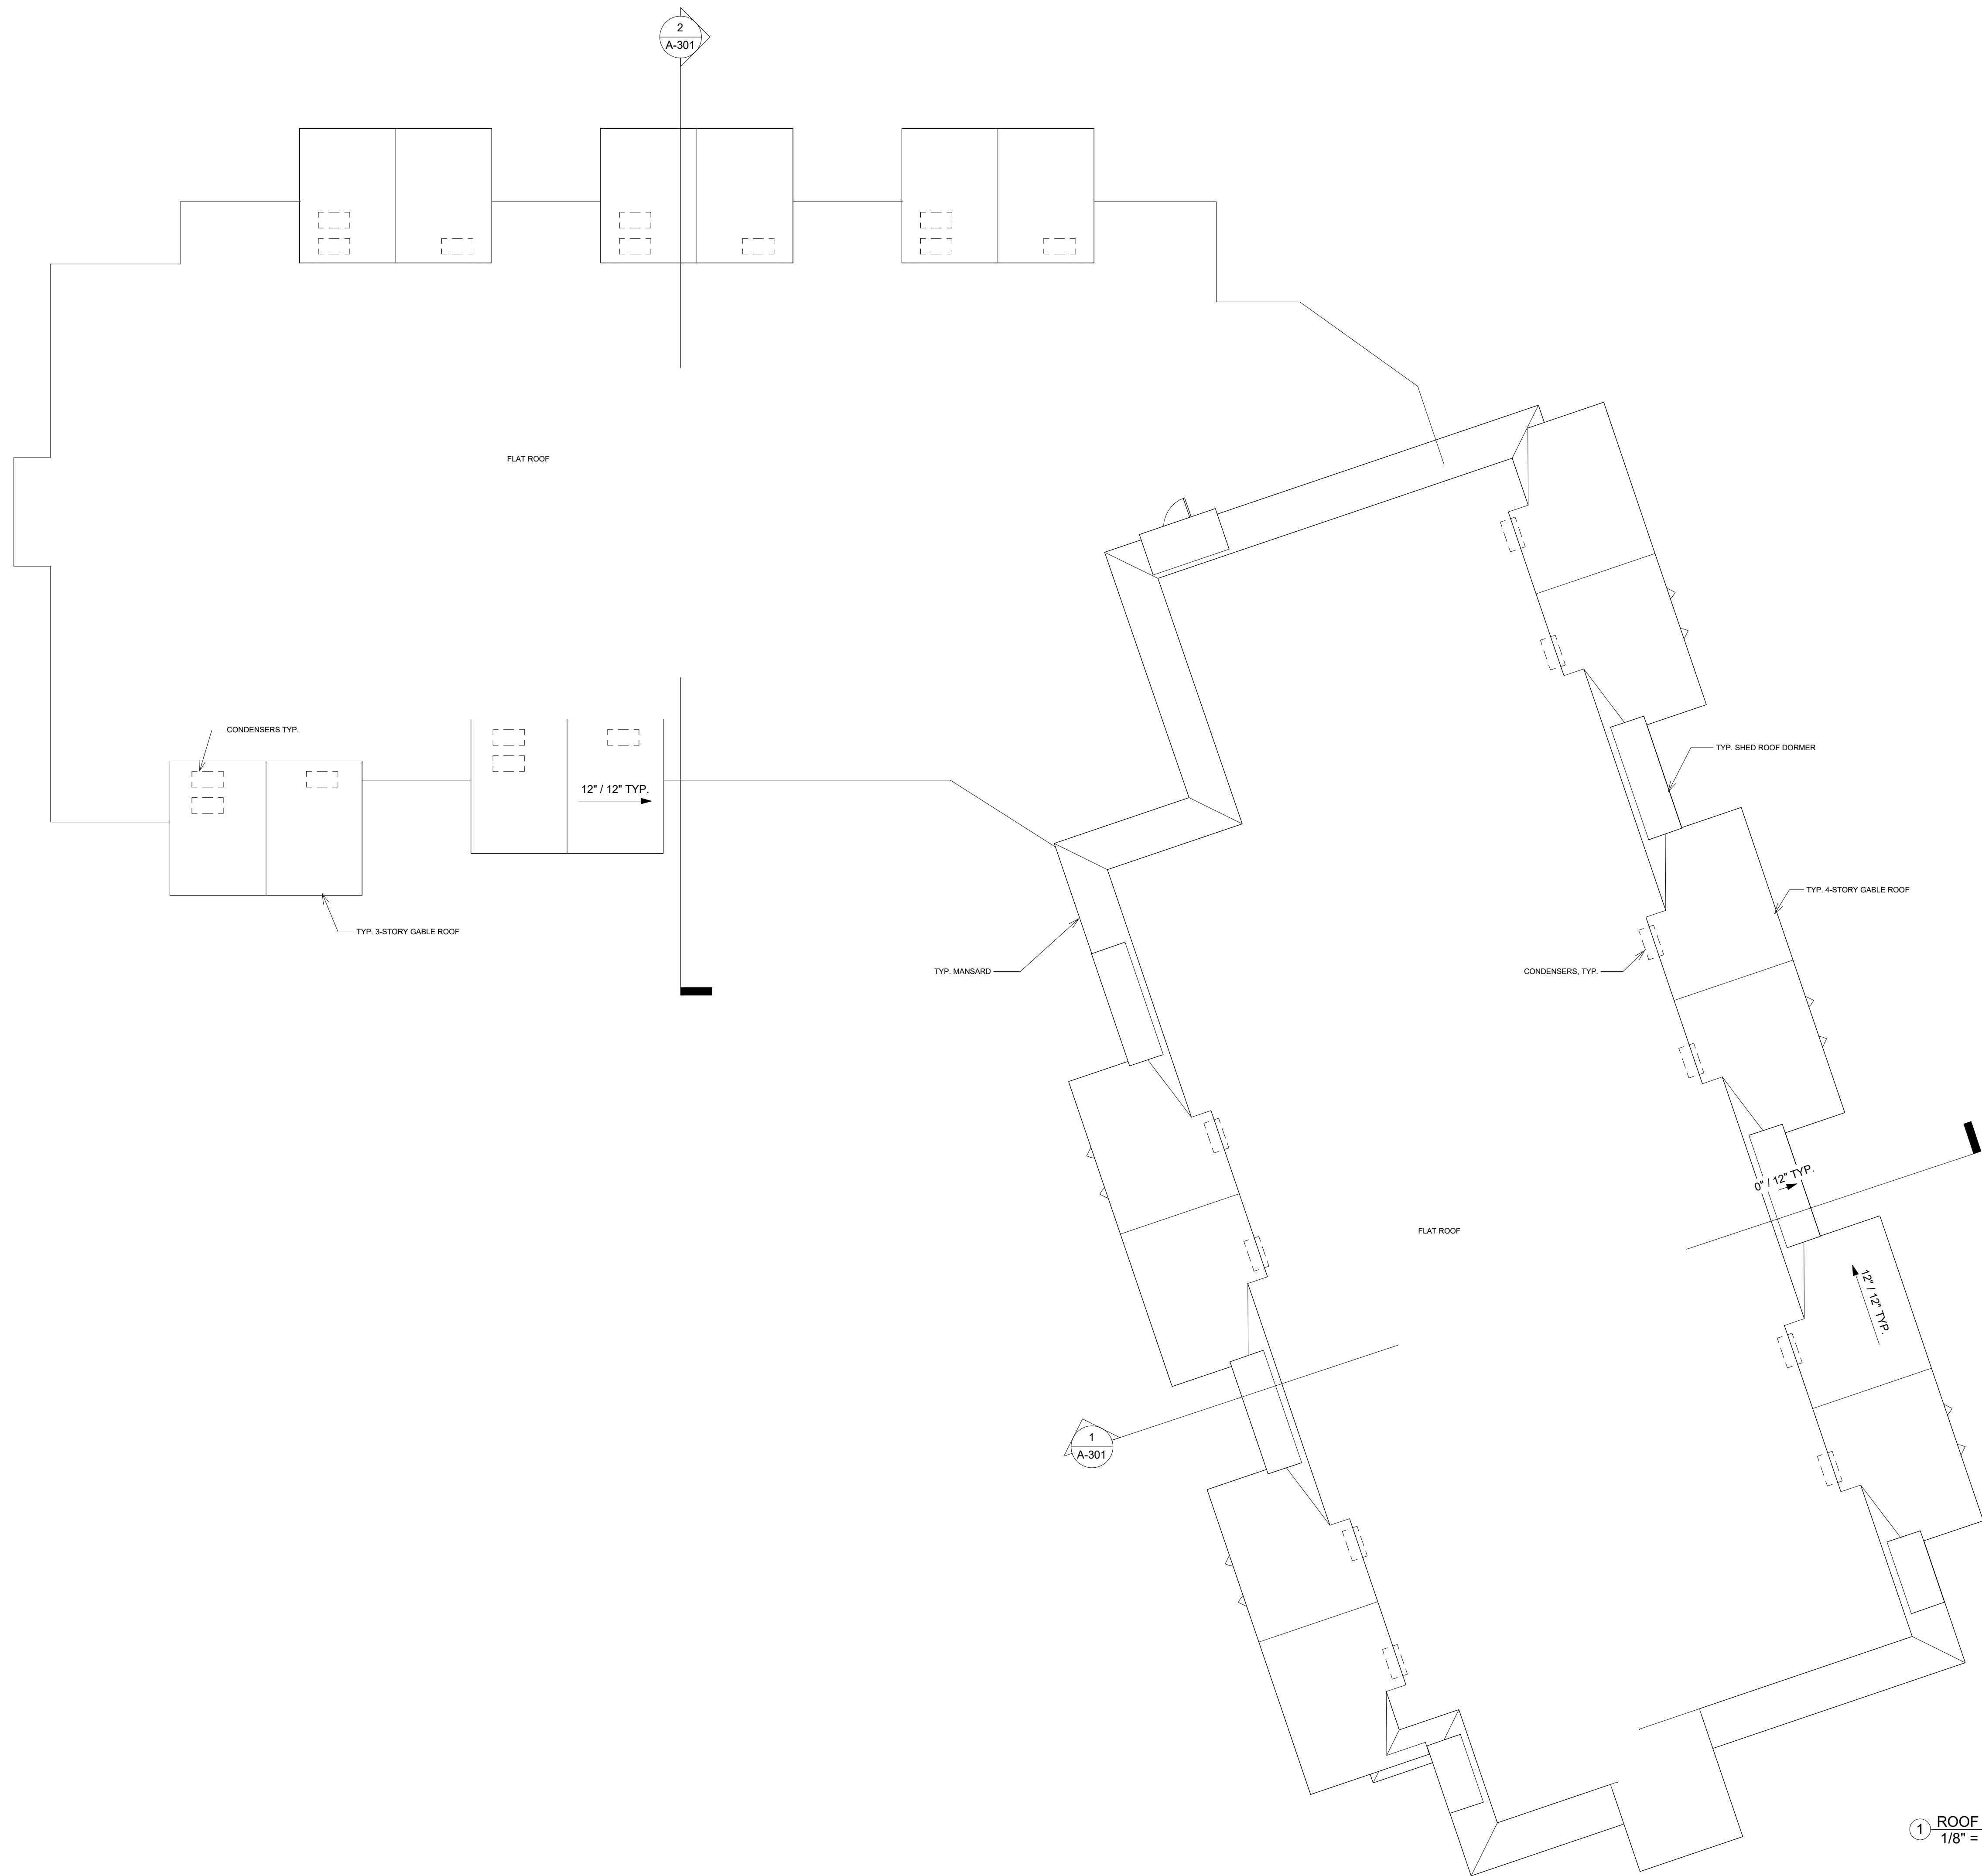 2
A-301
FLAT ROOF
CONDENSERS TYP.
TYP. SHED ROOF DORMER
12" / 12" TYP.
TYP. 4-STORY GABLE ROOF
TYP. 3-STORY GABLE ROOF
TYP. MANSARD
CONDENSERS, TYP.
0" / 12" TYP.
FLAT ROOF
12" / 12" TYP.
1
A-301
1 ROOF
1/8" =